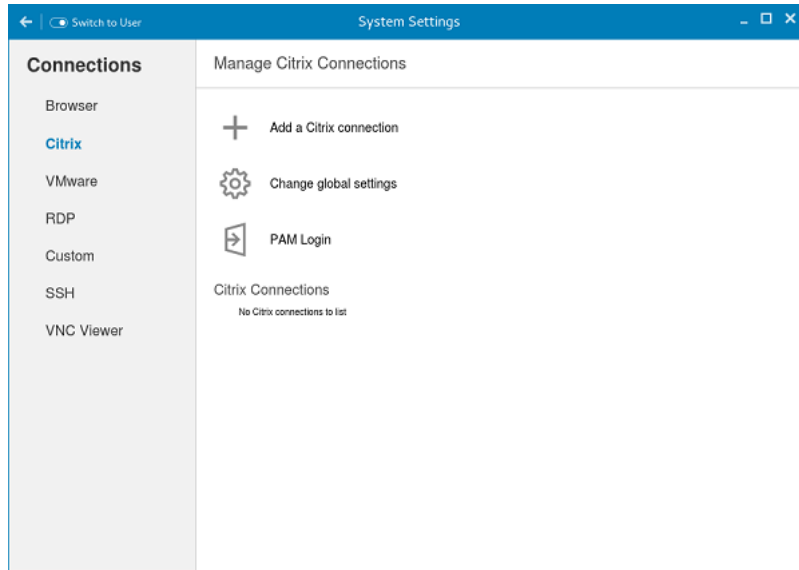 Switch to User
System Settings
Connections
Manage Citrix Connections
Browser
Citrix
VMware
RDP
Custom
SSH
VNC Viewer
Add a Citrix connection
Change global settings
PAM Login
Citrix Connections
No Citrix connections to list